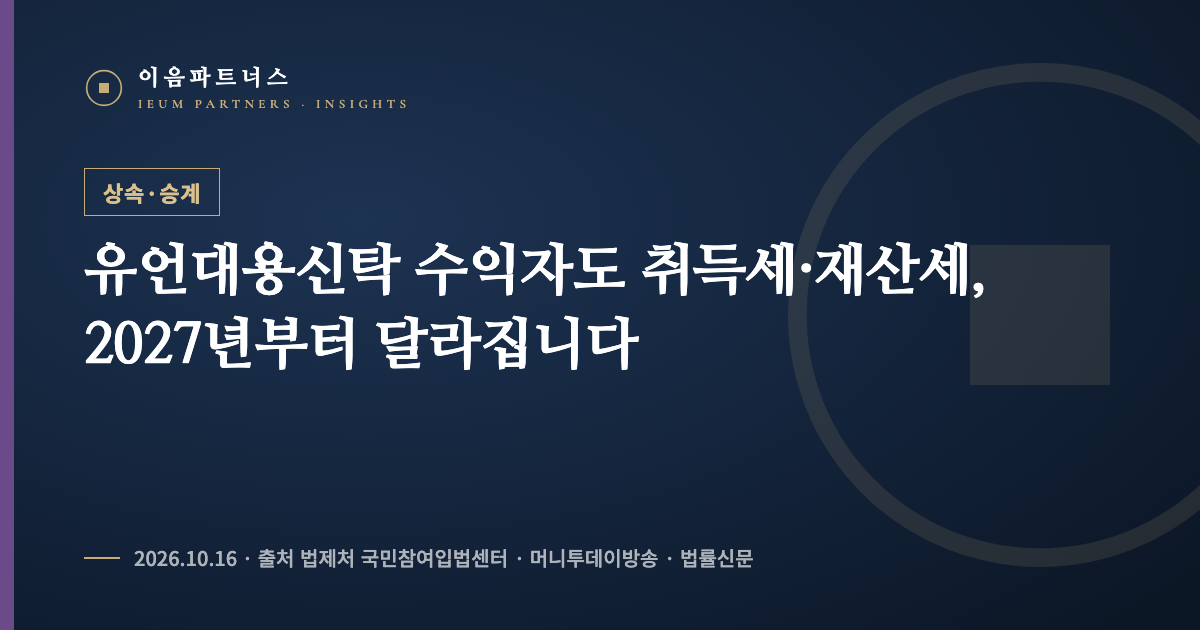 이음파트너스
IEUM PARTNERS · INSIGHTS
상속·승계
유언대용신탁 수익자도 취득세·재산세,
2027년부터 달라집니다
2026.10.16 · 출처 법제처 국민참여입법센터 · 머니투데이방송 · 법률신문